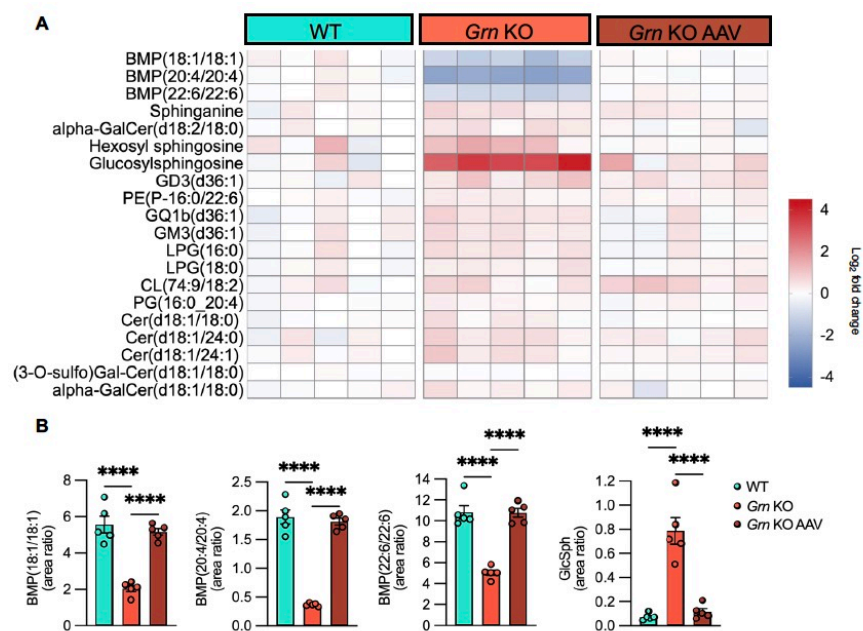 A
WT
Grn KO
Grn KO AAV
BMP(18:1/18:1)
BMP(20:4/20:4)
BMP(22:6/22:6)
Sphinganine
alpha-GalCer(d18:2/18:0)
Hexosyl sphingosine
Glucosylsphingosine
GD3(d36:1)
PE(P-16:0/22:6)
GQ1b(d36:1)
GM3(d36:1)
LPG(16:0)
LPG(18:0)
CL(74:9/18:2)
PG(16:0_20:4)
Cer(d18:1/18:0)
Cer(d18:1/24:0)
Cer(d18:1/24:1)
(3-O-sulfo)Gal-Cer(d18:1/18:0)
alpha-GalCer(d18:1/18:0)
4
2
0
-2
-4
Log₂ fold change
B
BMP(18:1/18:1)
(area ratio)
8
6
4
2
0
****
****
BMP(20:4/20:4)
(area ratio)
2.5
2.0
1.5
1.0
0.5
0.0
****
****
BMP(22:6/22:6)
(area ratio)
14
12
10
8
6
4
2
0
****
****
GlcSph
(area ratio)
1.2
1.0
0.8
0.6
0.4
0.2
0.0
****
****
WT
Grn KO
Grn KO AAV